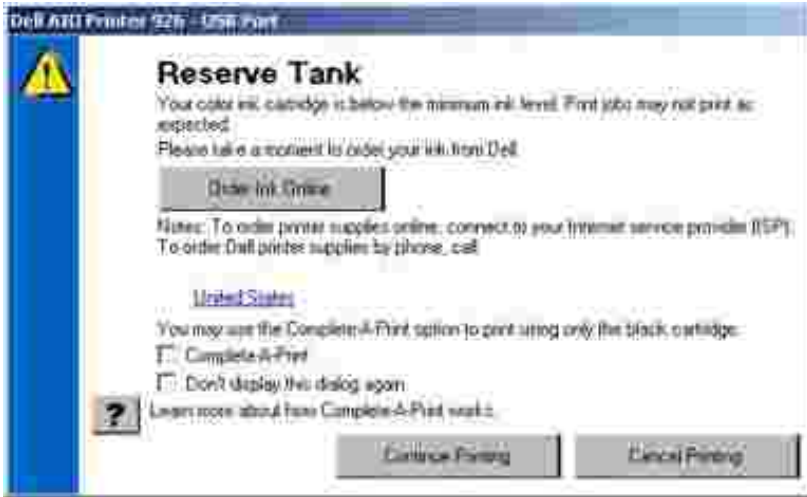 Dell AIO Printer 926 - USB Port
Reserve Tank
Your color ink cartridge is below the minimum ink level. Print jobs may not print as
expected.
Please take a moment to order your ink from Dell.
Order Ink Online
Notes: To order printer supplies online, connect to your Internet service provider (ISP).
To order Dell printer supplies by phone, call:
United States
You may use the Complete-A-Print option to print using only the black cartridge.
Complete-A-Print
Don't display this dialog again
? Learn more about how Complete-A-Print works.
Continue Printing Cancel Printing